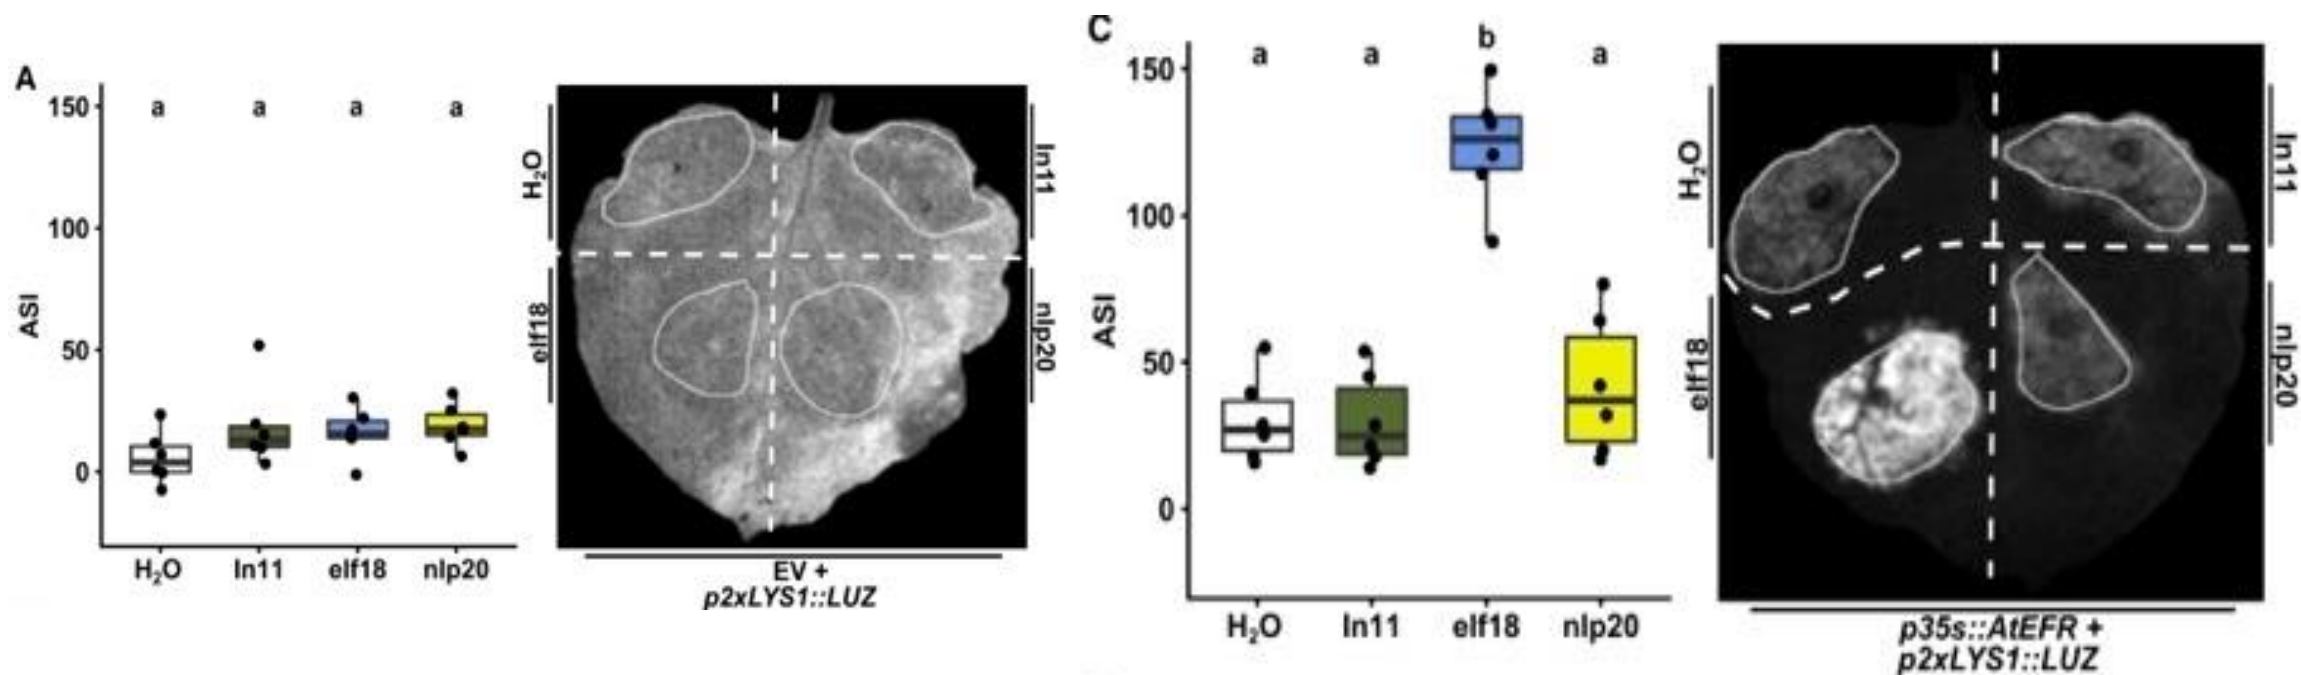 A
150
100
50
0
ASI
a a a a
H₂O In11 elf18 nlp20
H₂O
elf18
In11
nlp20
EV +
p2xLYS1::LUZ
C
150
100
50
0
ASI
a a b a
H₂O In11 elf18 nlp20
H₂O
elf18
In11
nlp20
p35s::AtEFR +
p2xLYS1::LUZ